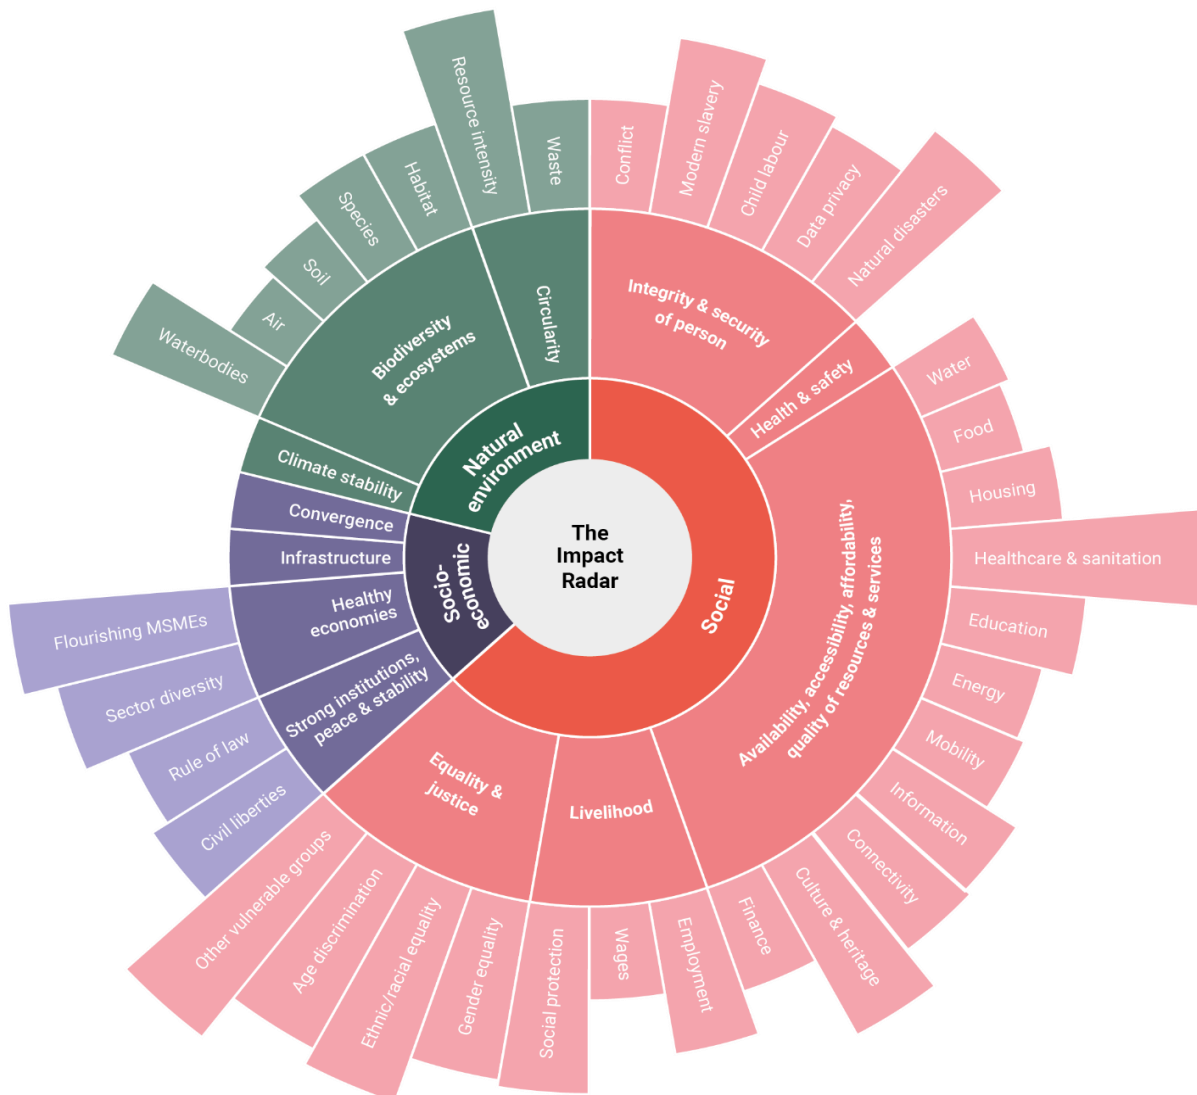 The
Impact
Radar
Social
Integrity & security
of person
Conflict
Modern slavery
Child labour
Data privacy
Natural disasters
Health & safety
Availability, accessibility, affordability,
quality of resources & services
Water
Food
Housing
Healthcare & sanitation
Education
Energy
Mobility
Information
Connectivity
Culture & heritage
Finance
Livelihood
Employment
Wages
Social protection
Equality &
justice
Gender equality
Ethnic/racial equality
Age discrimination
Other vulnerable groups
Socio-
economic
Strong institutions,
peace & stability
Civil liberties
Rule of law
Healthy
economies
Sector diversity
Flourishing MSMEs
Infrastructure
Convergence
Natural
environment
Climate stability
Biodiversity
& ecosystems
Waterbodies
Air
Soil
Species
Habitat
Circularity
Resource intensity
Waste